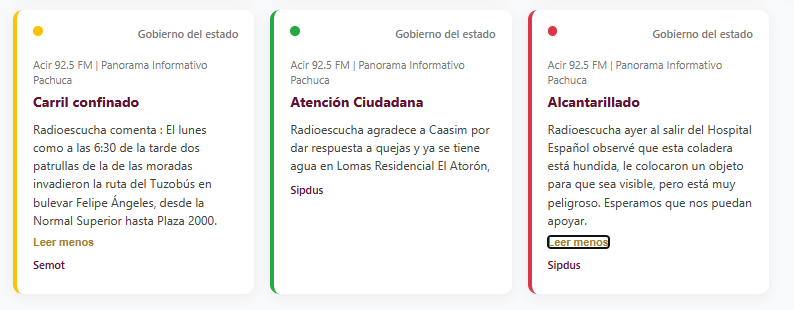 Gobierno del estado
Acir 92.5 FM | Panorama Informativo
Pachuca
Carril confinado
Radioescucha comenta : El lunes
como a las 6:30 de la tarde dos
patrullas de la de las moradas
invadieron la ruta del Tuzobús en
bulevar Felipe Ángeles, desde la
Normal Superior hasta Plaza 2000.
Leer menos
Semot
Gobierno del estado
Acir 92.5 FM | Panorama Informativo
Pachuca
Atención Ciudadana
Radioescucha agradece a Caasim por
dar respuesta a quejas y ya se tiene
agua en Lomas Residencial El Atorón,
Sipdus
Gobierno del estado
Acir 92.5 FM | Panorama Informativo
Pachuca
Alcantarillado
Radioescucha ayer al salir del Hospital
Español observé que esta coladera
está hundida, le colocaron un objeto
para que sea visible, pero está muy
peligroso. Esperamos que nos puedan
apoyar.
Leer menos
Sipdus